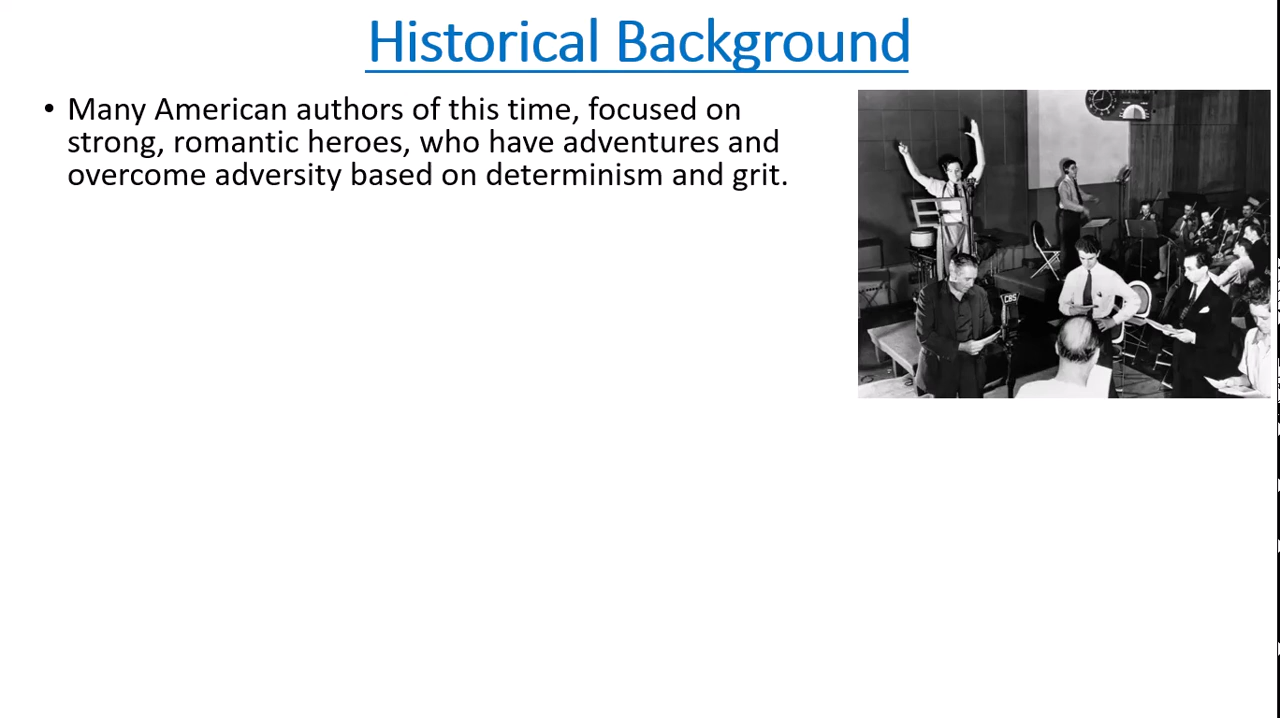 Historical Background
• Many American authors of this time, focused on
strong, romantic heroes, who have adventures and
overcome adversity based on determinism and grit.
CBS